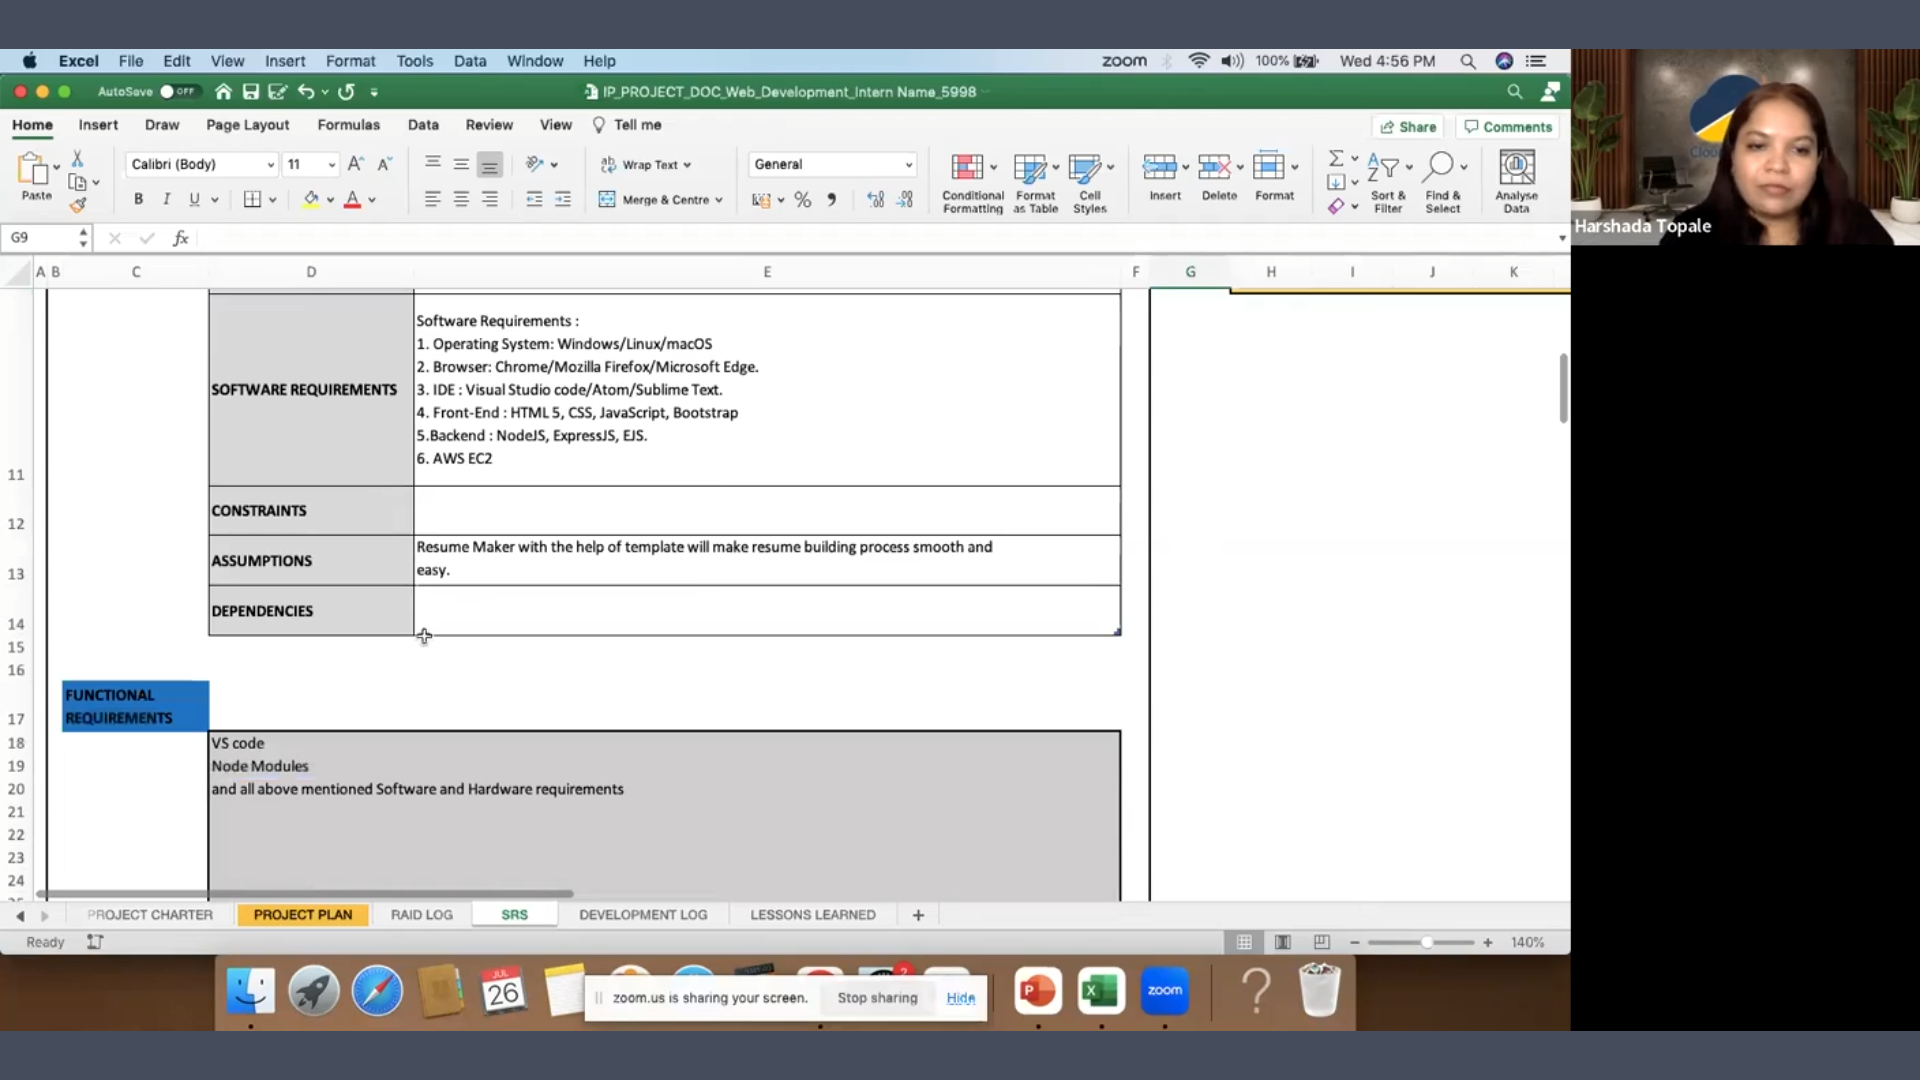 Excel File Edit View Insert Format Tools Data Window Help zoom 100% Wed 4:56 PM
AutoSave OFF IP_PROJECT_DOC_Web_Development_Intern Name_5998
Home Insert Draw Page Layout Formulas Data Review View Tell me Share Comments
Paste Calibri (Body) 11 Wrap Text General
B I U Merge & Centre % Conditional Formatting Format as Table Cell Styles Insert Delete Format Sort & Filter Find & Select Analyse Data
Harshada Topale
G9 fx
A B C D E F G H I J K
Software Requirements :
1. Operating System: Windows/Linux/macOS
2. Browser: Chrome/Mozilla Firefox/Microsoft Edge.
SOFTWARE REQUIREMENTS 3. IDE : Visual Studio code/Atom/Sublime Text.
4. Front-End : HTML 5, CSS, JavaScript, Bootstrap
5.Backend : NodeJS, ExpressJS, EJS.
6. AWS EC2
11
CONSTRAINTS
12
Resume Maker with the help of template will make resume building process smooth and
ASSUMPTIONS
easy.
13
DEPENDENCIES
14
15
16
FUNCTIONAL
REQUIREMENTS
17
18 VS code
19 Node Modules
20 and all above mentioned Software and Hardware requirements
21
22
23
24
PROJECT CHARTER PROJECT PLAN RAID LOG SRS DEVELOPMENT LOG LESSONS LEARNED +
Ready 140%
JUL
26
2
zoom.us is sharing your screen. Stop sharing Hide
P X zoom ?